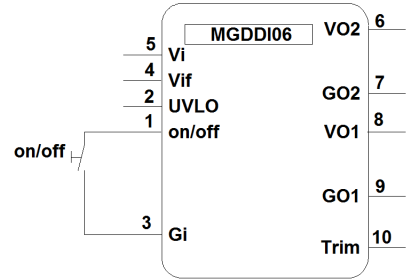 MGDDI06
VO2 6
5 Vi
4 Vif
GO2 7
2 UVLO
1 on/off
VO1 8
on/off
GO1 9
3 Gi
Trim 10